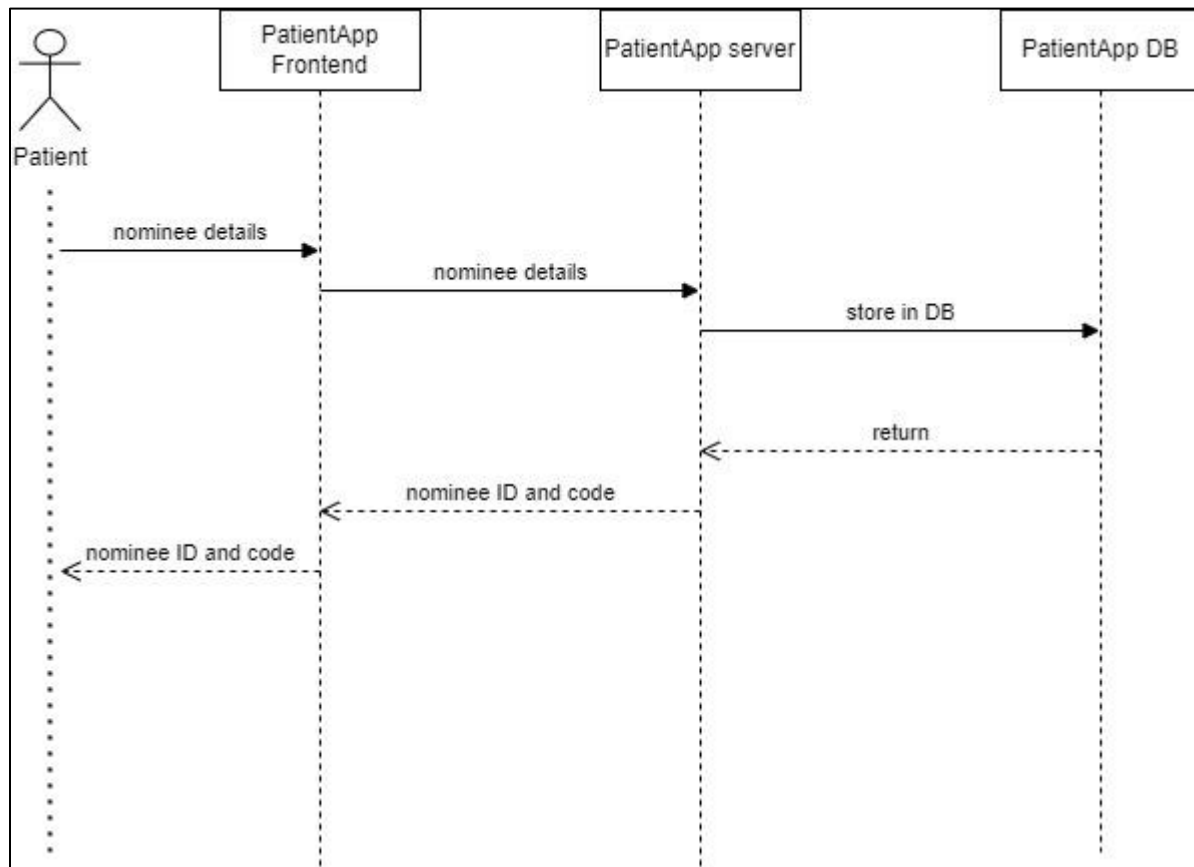 PatientApp
Frontend
PatientApp server
PatientApp DB
Patient
nominee details
nominee details
store in DB
return
nominee ID and code
nominee ID and code